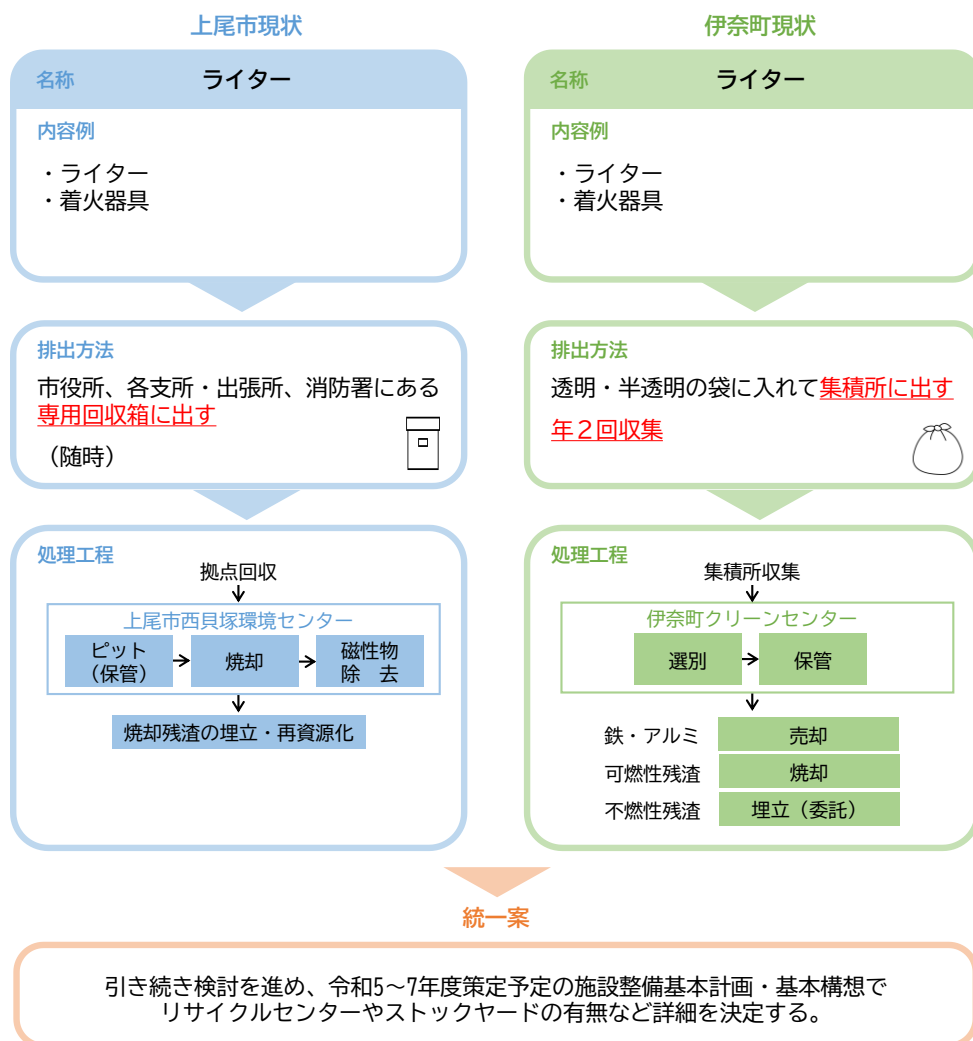 上尾市現状
名称 ライター
内容例
・ライター
・着火器具
排出方法
市役所、各支所・出張所、消防署にある
専用回収箱に出す
（随時）
処理工程
拠点回収
上尾市西貝塚環境センター
ピット
（保管）
焼却
磁性物
除　去
焼却残渣の埋立・再資源化
伊奈町現状
名称 ライター
内容例
・ライター
・着火器具
排出方法
透明・半透明の袋に入れて集積所に出す
年２回収集
処理工程
集積所収集
伊奈町クリーンセンター
選別
保管
鉄・アルミ 売却
可燃性残渣 焼却
不燃性残渣 埋立（委託）
統一案
引き続き検討を進め、令和5～7年度策定予定の施設整備基本計画・基本構想で
リサイクルセンターやストックヤードの有無など詳細を決定する。